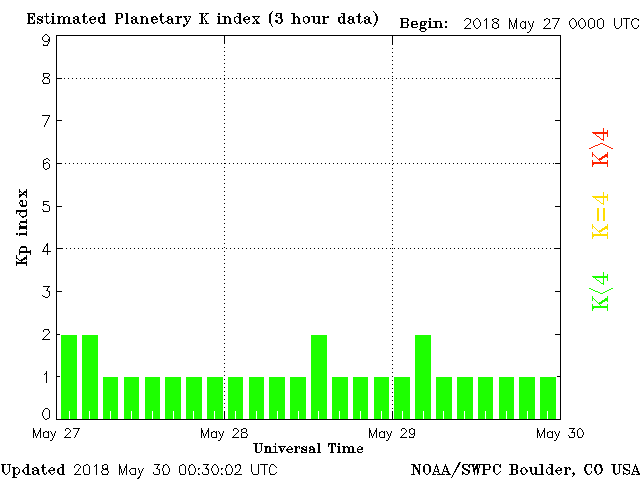 Estimated Planetary K index (3 hour data) Begin: 2018 May 27 0000 UTC
9
8
7
6
5
4
3
2
1
0
Kp index
May 27 May 28 May 29 May 30
Universal Time
K>4
K=4
K<4
Updated 2018 May 30 00:30:02 UTC NOAA/SWPC Boulder, CO USA